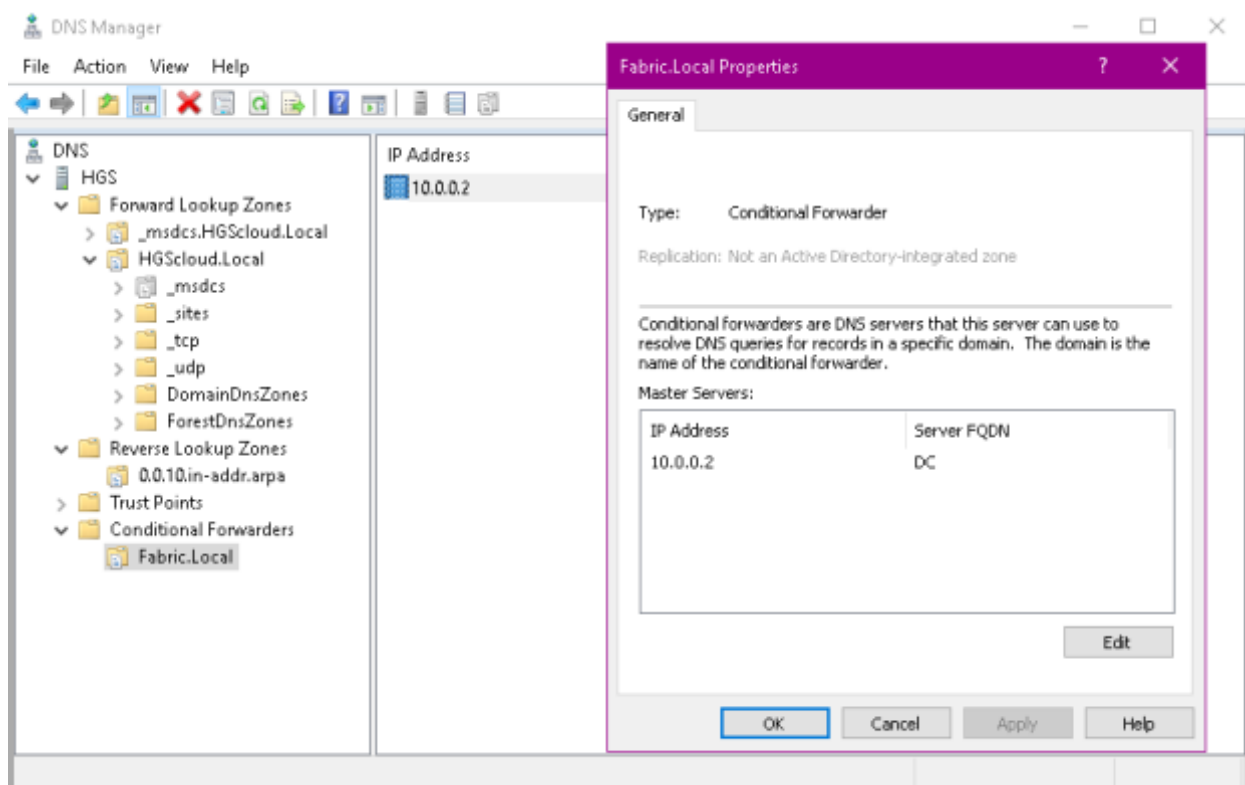 DNS Manager
File Action View Help
DNS
HGS
Forward Lookup Zones
_msdcs.HGScloud.Local
HGScloud.Local
_msdcs
_sites
_tcp
_udp
DomainDnsZones
ForestDnsZones
Reverse Lookup Zones
0.0.10.in-addr.arpa
Trust Points
Conditional Forwarders
Fabric.Local
IP Address
10.0.0.2
Fabric.Local Properties
General
Type: Conditional Forwarder
Replication: Not an Active Directory-integrated zone
Conditional forwarders are DNS servers that this server can use to
resolve DNS queries for records in a specific domain. The domain is the
name of the conditional forwarder.
Master Servers:
IP Address Server FQDN
10.0.0.2 DC
Edit
OK Cancel Apply Help